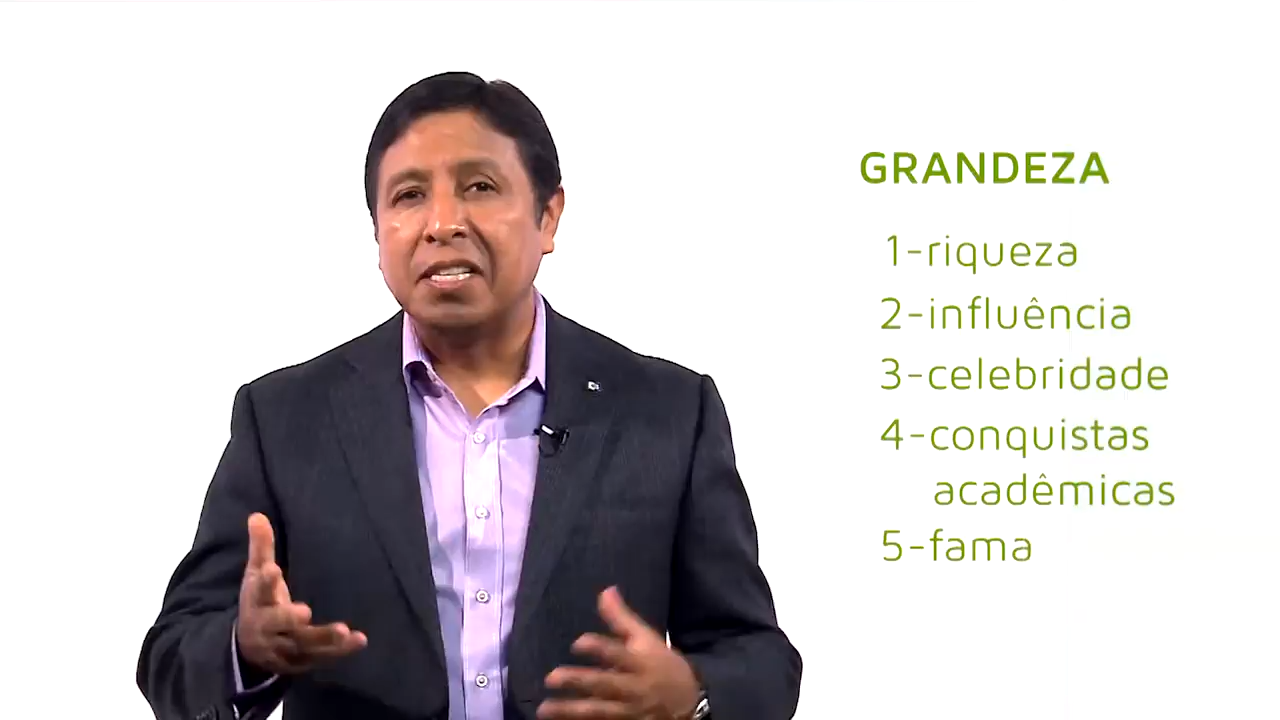 GRANDEZA
1-riqueza
2-influência
3-celebridade
4-conquistas
acadêmicas
5-fama